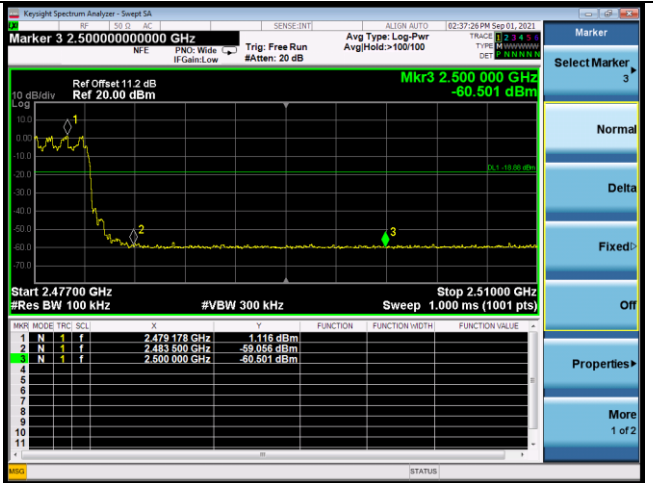 Keysight Spectrum Analyzer - Swept SA
RF 50 Ω AC SENSE:INT ALIGN AUTO 02:37:26 PM Sep 01, 2021
Marker 3 2.500000000000 GHz
Avg Type: Log-Pwr
TRACE 1 2 3 4 5 6
NFE PNO: Wide Trig: Free Run Avg|Hold:>100/100
TYPE M WWWWW
IFGain:Low #Atten: 20 dB
DET P N N N N N
Mkr3 2.500 000 GHz
-60.501 dBm
Ref Offset 11.2 dB
10 dB/div Ref 20.00 dBm
Log
10.0
0.00
-10.0
-20.0
-30.0
-40.0
-50.0
-60.0
-70.0
1
2
3
Start 2.47700 GHz Stop 2.51000 GHz
#Res BW 100 kHz #VBW 300 kHz Sweep 1.000 ms (1001 pts)
MKR MODE TRC SCL X Y FUNCTION FUNCTION WIDTH FUNCTION VALUE
1 N 1 f 2.479 178 GHz 1.116 dBm
2 N 1 f 2.483 500 GHz -59.056 dBm
3 N 1 f 2.500 000 GHz -60.501 dBm
4
5
6
7
8
9
10
11
MSG STATUS
Marker
Select Marker
3
Normal
Delta
Fixed
Off
Properties
More
1 of 2